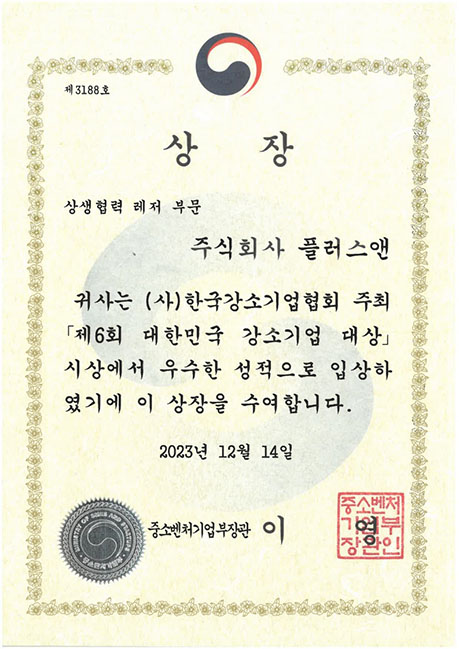 제3188호
상 장
상생협력 레저 부문
주식회사 플러스앤
귀사는 (사)한국강소기업협회 주최
「제6회 대한민국 강소기업 대상」
시상에서 우수한 성적으로 입상하
였기에 이 상장을 수여합니다.
2023년 12월 14일
중소벤처기업부장관 이 영
중소벤처
기업부
장관인